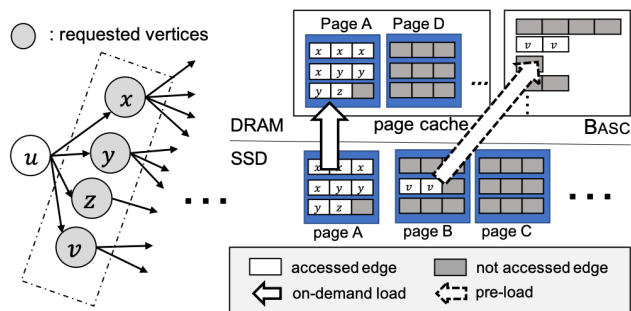 : requested vertices
u
x
y
z
v
...
Page A
Page D
x x x
x y y
y z
...
DRAM
page cache
v v
⋮
BASC
SSD
x x x
x y y
y z
v v
...
page A
page B
page C
accessed edge
not accessed edge
on-demand load
pre-load